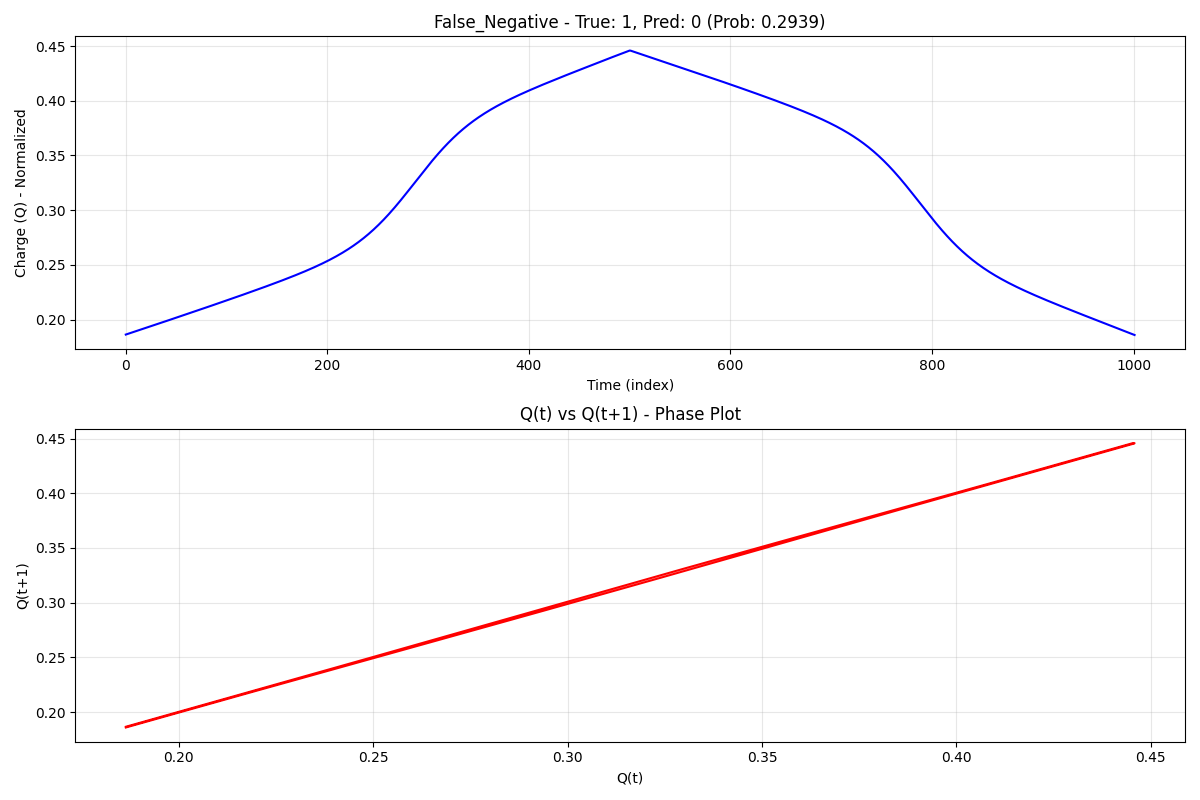 False_Negative - True: 1, Pred: 0 (Prob: 0.2939)
Charge (Q) - Normalized
0.45
0.40
0.35
0.30
0.25
0.20
0 200 400 600 800 1000
Time (index)
Q(t) vs Q(t+1) - Phase Plot
Q(t+1)
0.45
0.40
0.35
0.30
0.25
0.20
0.20 0.25 0.30 0.35 0.40 0.45
Q(t)